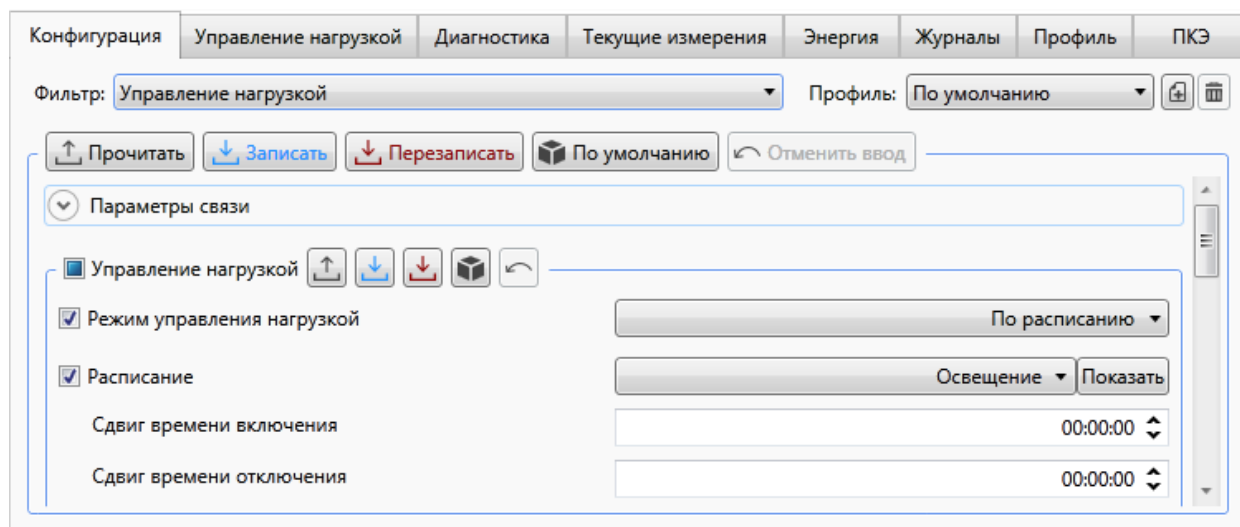 Конфигурация Управление нагрузкой Диагностика Текущие измерения Энергия Журналы Профиль ПКЭ
Фильтр: Управление нагрузкой Профиль: По умолчанию
Прочитать Записать Перезаписать По умолчанию Отменить ввод
Параметры связи
Управление нагрузкой
Режим управления нагрузкой По расписанию
Расписание Освещение Показать
Сдвиг времени включения 00:00:00
Сдвиг времени отключения 00:00:00